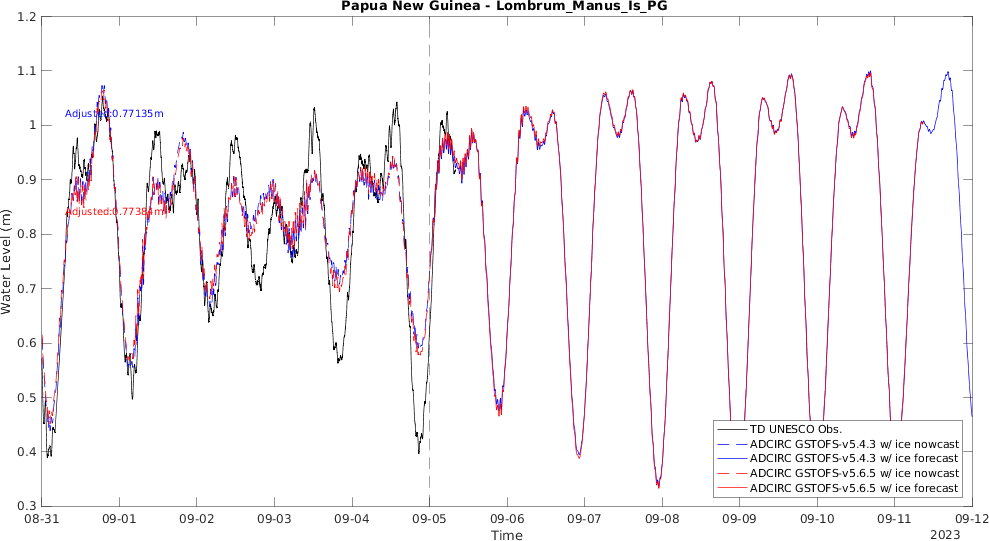 Papua New Guinea - Lombrum_Manus_Is_PG
1.2
1.1
1
0.9
0.8
0.7
0.6
0.5
0.4
0.3
Water Level (m)
Adjusted:0.77135m
Adjusted:0.77384m
TD UNESCO Obs.
ADCIRC GSTOFS-v5.4.3 w/ ice nowcast
ADCIRC GSTOFS-v5.4.3 w/ ice forecast
ADCIRC GSTOFS-v5.6.5 w/ ice nowcast
ADCIRC GSTOFS-v5.6.5 w/ ice forecast
08-31 09-01 09-02 09-03 09-04 09-05 09-06 09-07 09-08 09-09 09-10 09-11 09-12
Time
2023